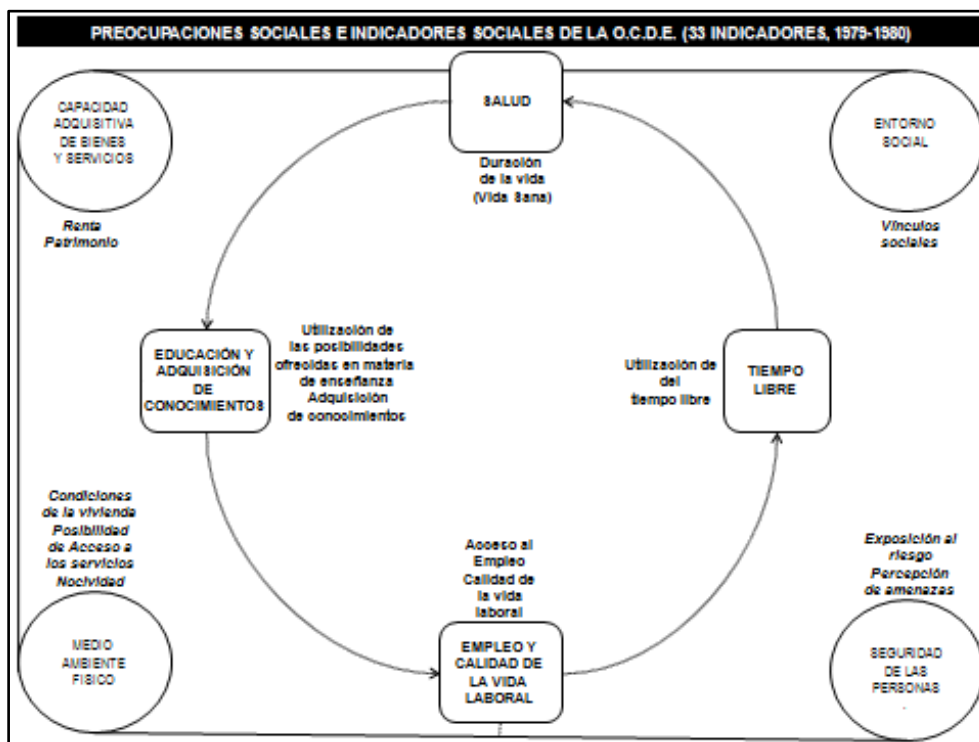 PREOCUPACIONES SOCIALES E INDICADORES SOCIALES DE LA O.C.D.E. (33 INDICADORES, 1979-1980)
CAPACIDAD
ADQUISITIVA
DE BIENES
Y SERVICIOS
Renta
Patrimonio
SALUD
Duración
de la vida
(Vida Sana)
ENTORNO
SOCIAL
Vínculos
sociales
EDUCACIÓN Y
ADQUISICIÓN
DE
CONOCIMIENTOS
Utilización de
las posibilidades
ofrecidas en materia
de enseñanza
Adquisición
de conocimientos
Utilización de
del
tiempo libre
TIEMPO
LIBRE
Condiciones
de la vivienda
Posibilidad
de Acceso a
los servicios
Nocividad
MEDIO
AMBIENTE
FISICO
Acceso al
Empleo
Calidad de
la vida
laboral
EMPLEO Y
CALIDAD DE
LA VIDA
LABORAL
Exposición al
riesgo
Percepción
de amenazas
SEGURIDAD
DE LAS
PERSONAS
.